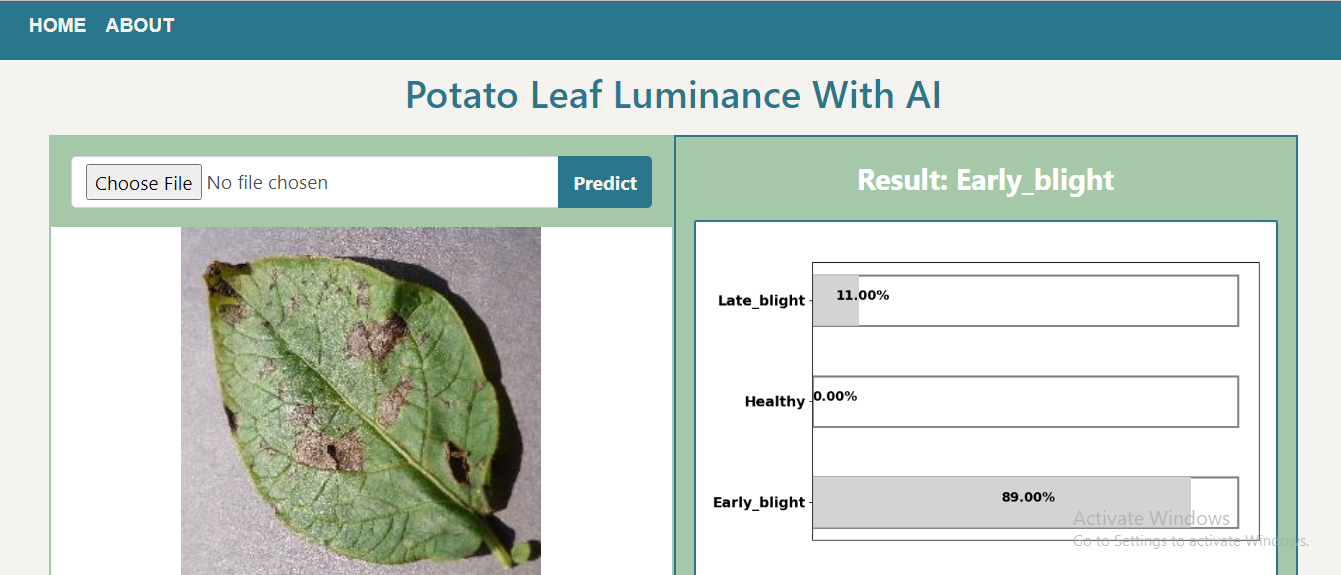 HOME ABOUT
Potato Leaf Luminance With AI
Choose File No file chosen Predict
Result: Early_blight
Late_blight 11.00%
Healthy 0.00%
Early_blight 89.00%
Activate Windows
Go to Settings to activate Windows.